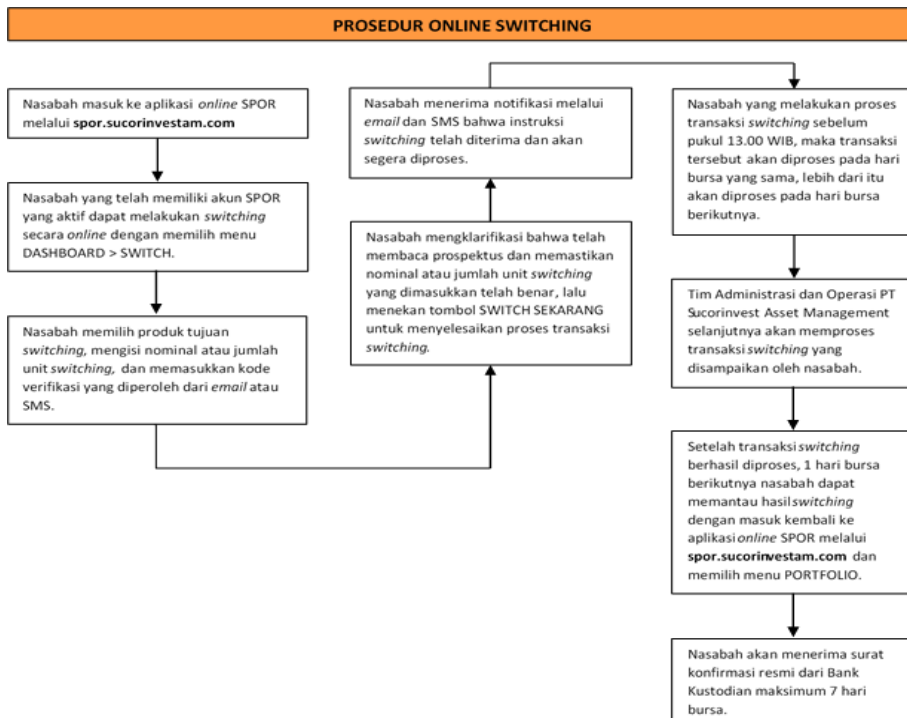 PROSEDUR ONLINE SWITCHING
Nasabah masuk ke aplikasi online SPOR
melalui spor.sucorinvestam.com
Nasabah yang telah memiliki akun SPOR
yang aktif dapat melakukan switching
secara online dengan memilih menu
DASHBOARD > SWITCH.
Nasabah memilih produk tujuan
switching, mengisi nominal atau jumlah
unit switching, dan memasukkan kode
verifikasi yang diperoleh dari email atau
SMS.
Nasabah mengklarifikasi bahwa telah
membaca prospektus dan memastikan
nominal atau jumlah unit switching
yang dimasukkan telah benar, lalu
menekan tombol SWITCH SEKARANG
untuk menyelesaikan proses transaksi
switching.
Nasabah menerima notifikasi melalui
email dan SMS bahwa instruksi
switching telah diterima dan akan
segera diproses.
Nasabah yang melakukan proses
transaksi switching sebelum
pukul 13.00 WIB, maka transaksi
tersebut akan diproses pada hari
bursa yang sama, lebih dari itu
akan diproses pada hari bursa
berikutnya.
Tim Administrasi dan Operasi PT
Sucorinvest Asset Management
selanjutnya akan memproses
transaksi switching yang
disampaikan oleh nasabah.
Setelah transaksi switching
berhasil diproses, 1 hari bursa
berikutnya nasabah dapat
memantau hasil switching
dengan masuk kembali ke
aplikasi online SPOR melalui
spor.sucorinvestam.com dan
memilih menu PORTFOLIO.
Nasabah akan menerima surat
konfirmasi resmi dari Bank
Kustodian maksimum 7 hari
bursa.